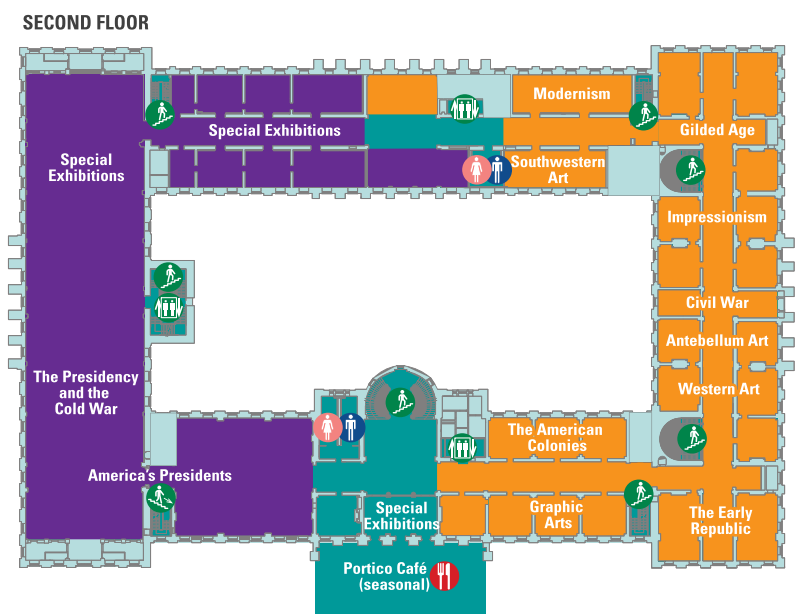 SECOND FLOOR
Modernism
Special Exhibitions
Gilded Age
Special
Exhibitions
Southwestern
Art
Impressionism
Civil War
Antebellum Art
The Presidency
and the
Cold War
Western Art
The American
Colonies
America's Presidents
Special
Exhibitions
Graphic
Arts
The Early
Republic
Portico Café
(seasonal)